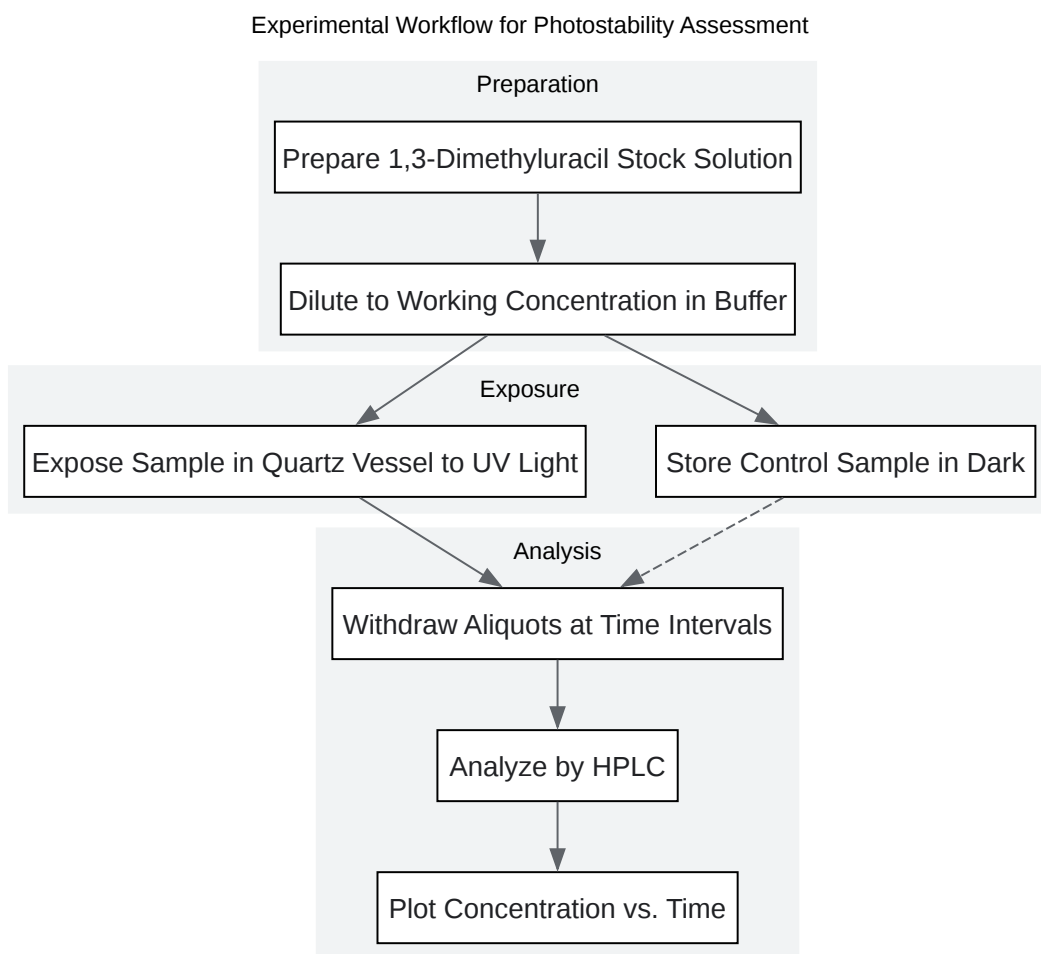 Experimental Workflow for Photostability Assessment
Preparation
Prepare 1,3-Dimethyluracil Stock Solution
Dilute to Working Concentration in Buffer
Exposure
Expose Sample in Quartz Vessel to UV Light
Store Control Sample in Dark
Analysis
Withdraw Aliquots at Time Intervals
Analyze by HPLC
Plot Concentration vs. Time